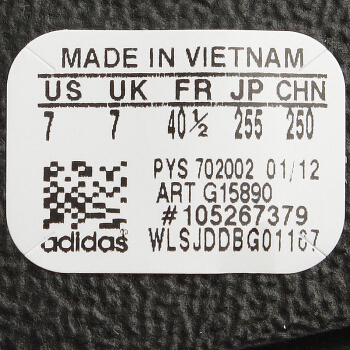 MADE IN VIETNAM
US UK FR JP CHN
7 7 40½ 255 250
PYS 702002 01/12
ART G15890
#105267379
adidas® WLSJDDBG01187